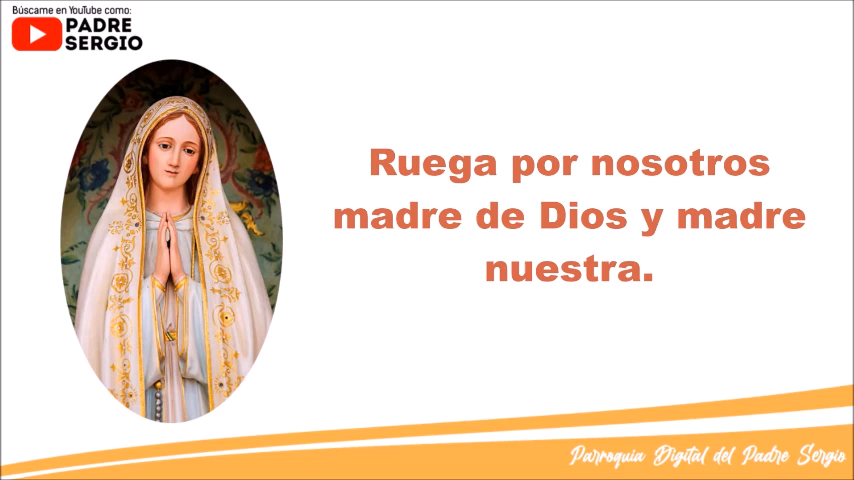 Búscame en YouTube como:
PADRE
SERGIO
Ruega por nosotros
madre de Dios y madre
nuestra.
Parroquia Digital del Padre Sergio